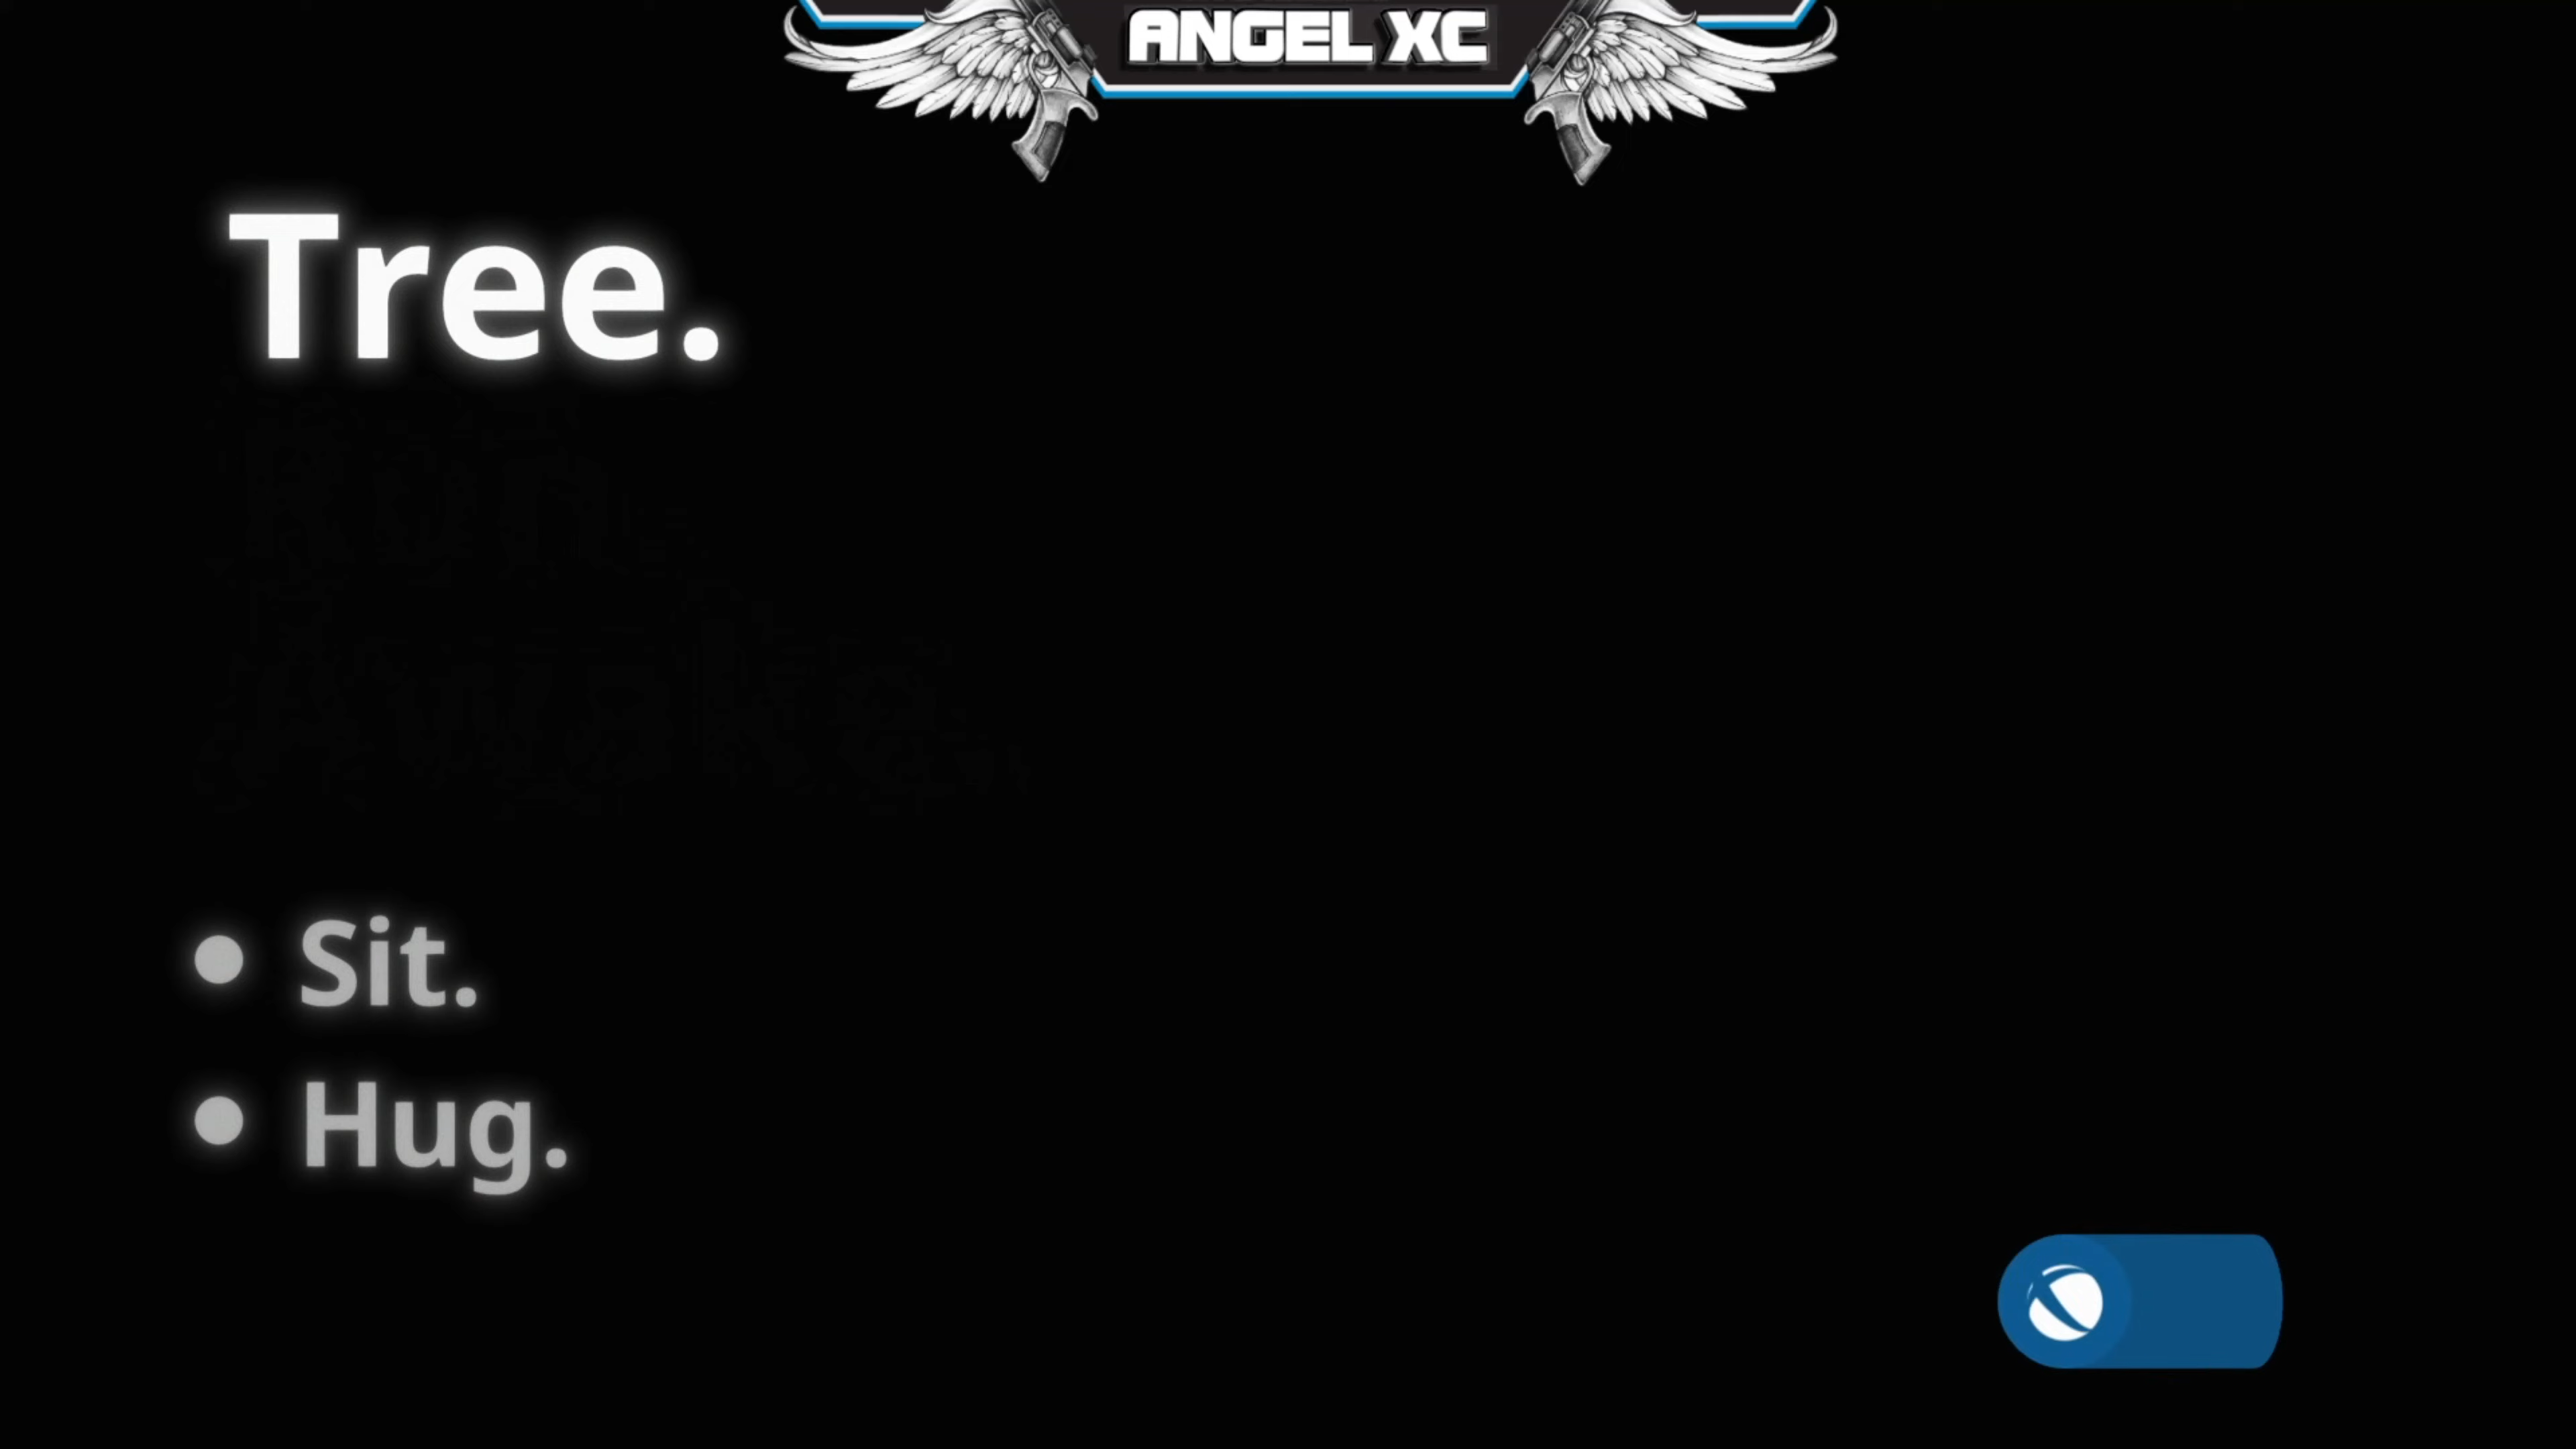 ANGEL XC
Tree.
• Sit.
• Hug.